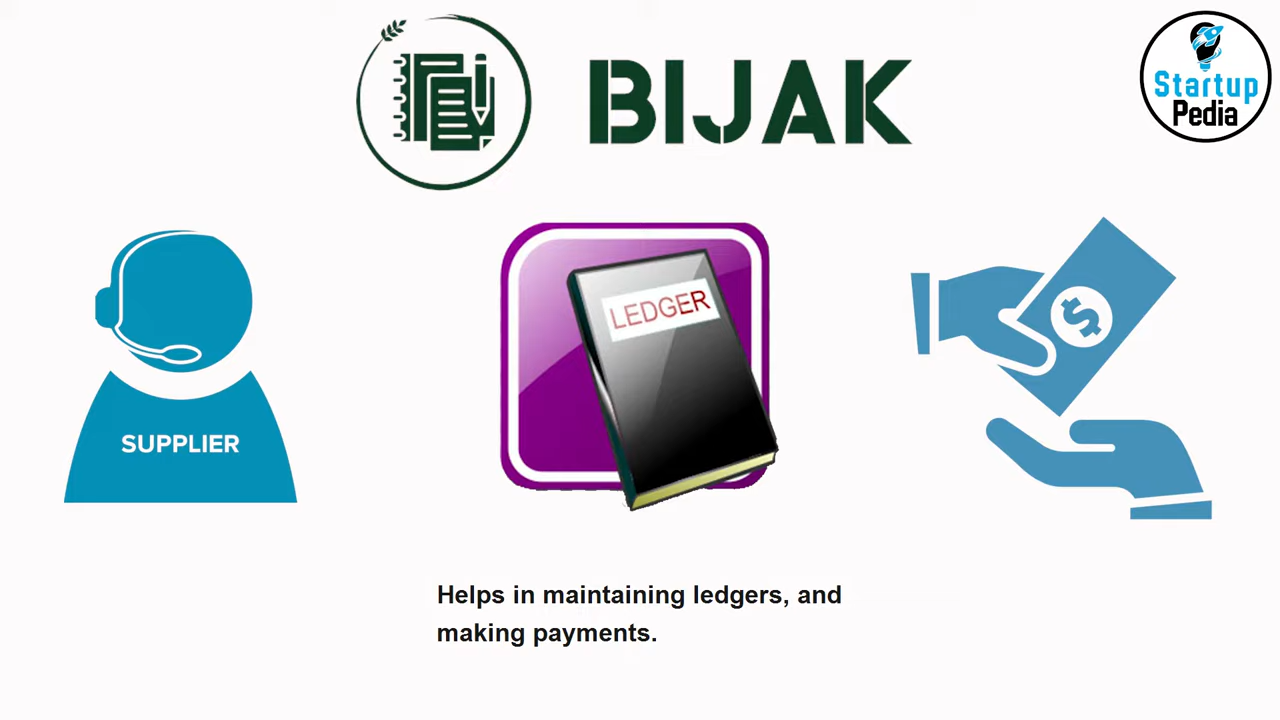 BIJAK
Startup
Pedia
LEDGER
SUPPLIER
Helps in maintaining ledgers, and
making payments.